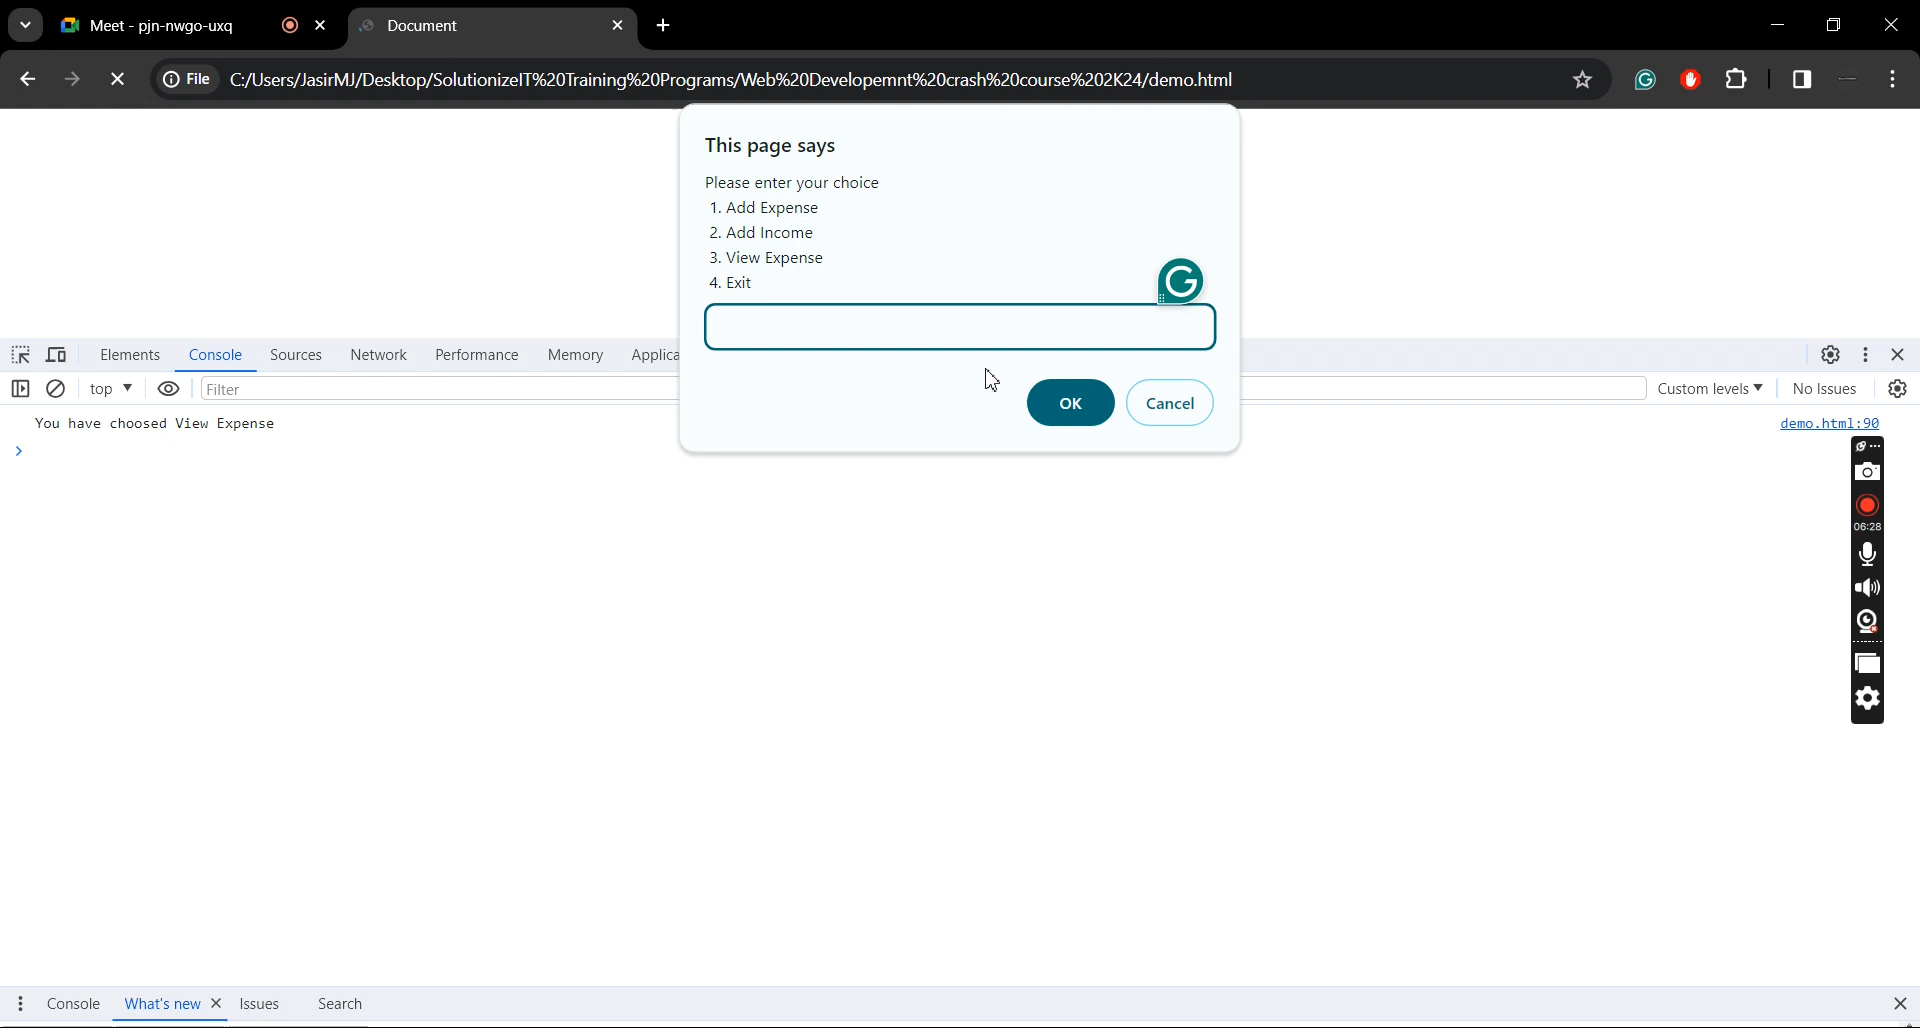 Meet - pjn-nwgo-uxq
Document
File
C:/Users/JasirMJ/Desktop/SolutionizeIT%20Training%20Programs/Web%20Developemnt%20crash%20course%202K24/demo.html
This page says
Please enter your choice
1. Add Expense
2. Add Income
3. View Expense
4. Exit
OK
Cancel
Elements
Console
Sources
Network
Performance
Memory
Applica
top
Filter
Custom levels
No Issues
You have choosed View Expense
demo.html:90
06:28
Console
What's new
Issues
Search